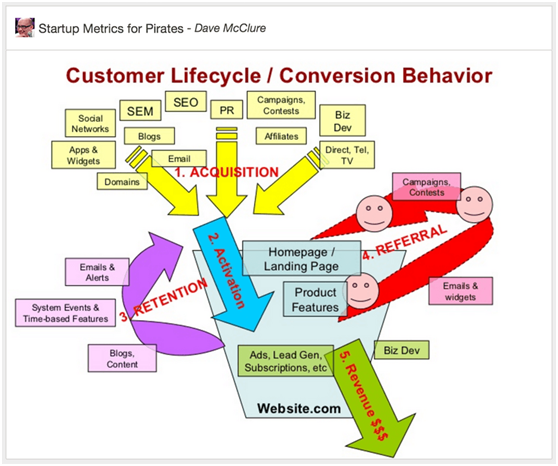 Startup Metrics for Pirates - Dave McClure
Customer Lifecycle / Conversion Behavior
SEO
SEM
PR
Campaigns,
Contests
Biz
Dev
Social
Networks
Blogs
Affiliates
Apps &
Widgets
Email
Direct, Tel,
TV
Domains
1. ACQUISITION
Campaigns,
Contests
2. Activation
4. REFERRAL
Homepage /
Landing Page
Emails &
Alerts
Product
Features
Emails &
widgets
3. RETENTION
System Events &
Time-based Features
Blogs,
Content
Ads, Lead Gen,
Subscriptions, etc
Biz Dev
5. Revenue $$$
Website.com